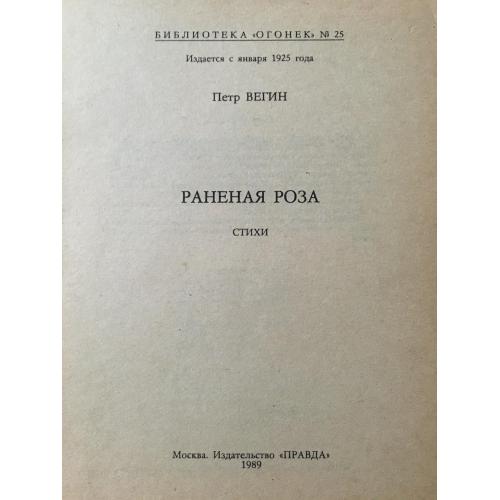 БИБЛИОТЕКА «ОГОНЕК» № 25
Издается с января 1925 года
Петр ВЕГИН
РАНЕНАЯ РОЗА
СТИХИ
Москва. Издательство «ПРАВДА»
1989